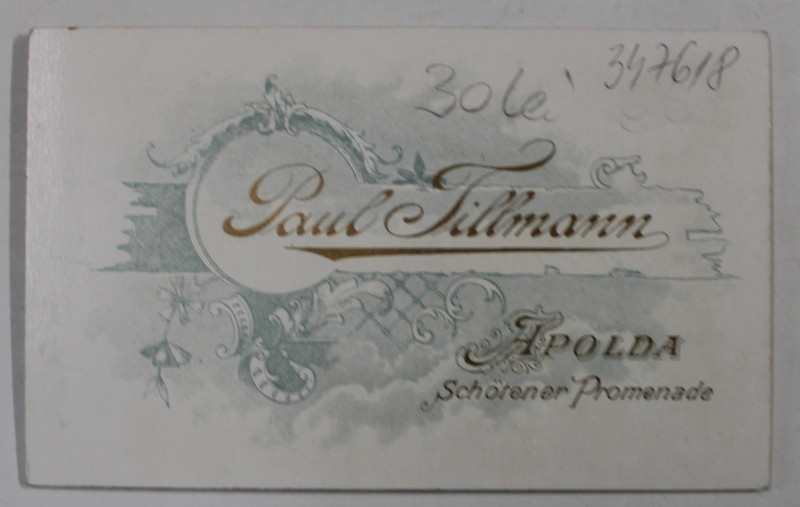 30 lei
347618
Paul Tillmann
APOLDA
Schötener Promenade